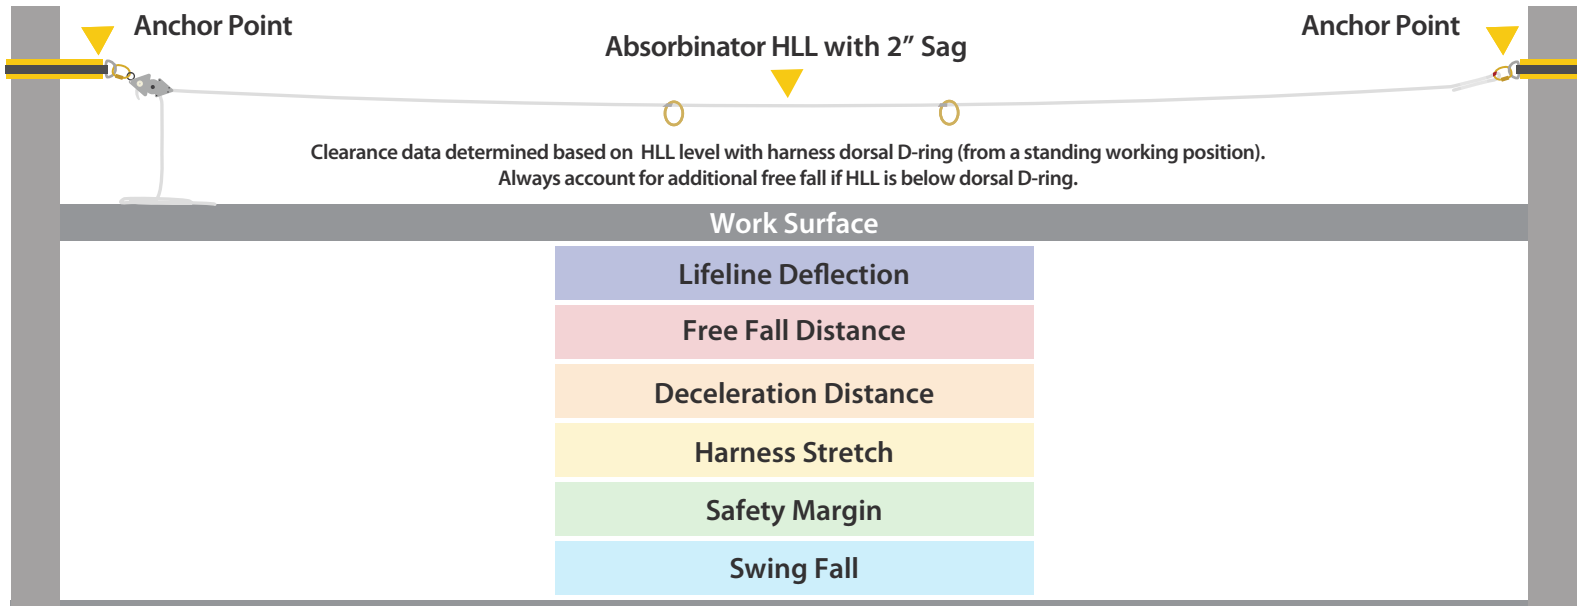 Anchor Point
Anchor Point
Absorbinator HLL with 2” Sag
Clearance data determined based on HLL level with harness dorsal D-ring (from a standing working position).
Always account for additional free fall if HLL is below dorsal D-ring.
Work Surface
Lifeline Deflection
Free Fall Distance
Deceleration Distance
Harness Stretch
Safety Margin
Swing Fall